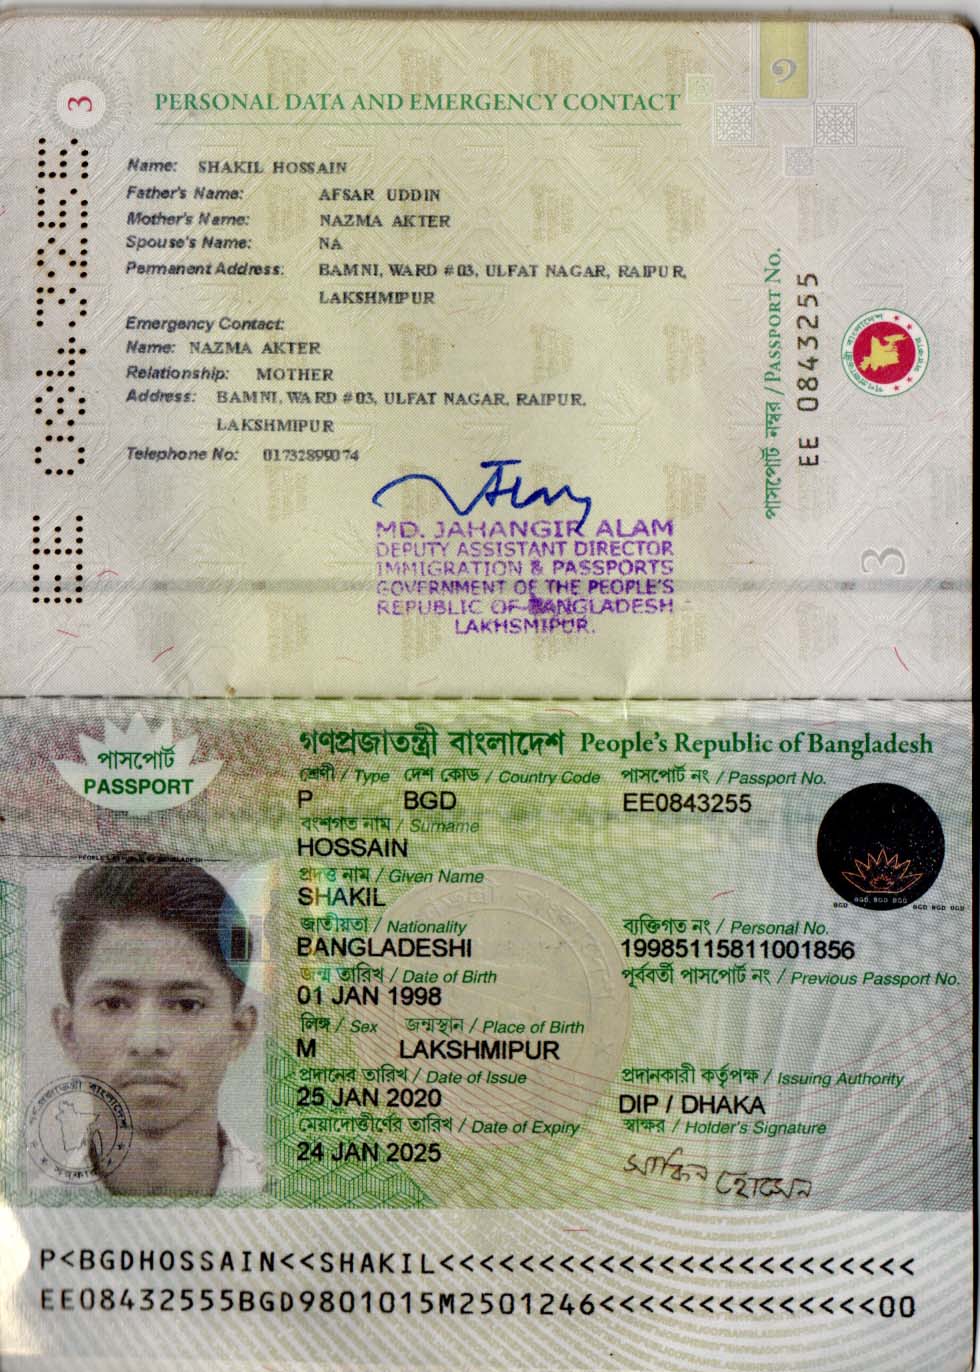 3
PERSONAL DATA AND EMERGENCY CONTACT
Name: SHAKIL HOSSAIN
Father's Name: AFSAR UDDIN
Mother's Name: NAZMA AKTER
Spouse's Name: NA
Permanent Address: BAMNI, WARD # 03, ULFAT NAGAR, RAIPUR,
LAKSHMIPUR
Emergency Contact:
Name: NAZMA AKTER
Relationship: MOTHER
Address: BAMNI, WARD # 03, ULFAT NAGAR, RAIPUR,
LAKSHMIPUR
Telephone No: 01732899074
EE 0843255
পাসপোর্ট নম্বর / PASSPORT No.
EE 0843255
3
MD. JAHANGIR ALAM
DEPUTY ASSISTANT DIRECTOR
IMMIGRATION & PASSPORTS
GOVERNMENT OF THE PEOPLE'S
REPUBLIC OF BANGLADESH
LAKHSMIPUR.
পাসপোর্ট
PASSPORT
গণপ্রজাতন্ত্রী বাংলাদেশ People's Republic of Bangladesh
শ্রেণী / Type দেশ কোড / Country Code পাসপোর্ট নং / Passport No.
P BGD EE0843255
বংশগত নাম / Surname
HOSSAIN
প্রদত্ত নাম / Given Name
SHAKIL
জাতীয়তা / Nationality ব্যক্তিগত নং / Personal No.
BANGLADESHI 19985115811001856
জন্ম তারিখ / Date of Birth পূর্ববর্তী পাসপোর্ট নং / Previous Passport No.
01 JAN 1998
লিঙ্গ / Sex জন্মস্থান / Place of Birth
M LAKSHMIPUR
প্রদানের তারিখ / Date of Issue প্রদানকারী কর্তৃপক্ষ / Issuing Authority
25 JAN 2020 DIP / DHAKA
মেয়াদোত্তীর্ণের তারিখ / Date of Expiry স্বাক্ষর / Holder's Signature
24 JAN 2025
সাকিল হোসেন
P<BGDHOSSAIN<<SHAKIL<<<<<<<<<<<<<<<<<<<<<<<<
EE08432555BGD9801015M2501246<<<<<<<<<<<<<<00